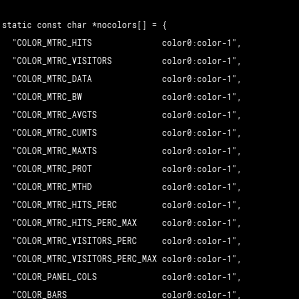 static const char *nocolors[] = {
"COLOR_MTRC_HITS color0:color-1",
"COLOR_MTRC_VISITORS color0:color-1",
"COLOR_MTRC_DATA color0:color-1",
"COLOR_MTRC_BW color0:color-1",
"COLOR_MTRC_AVGTS color0:color-1",
"COLOR_MTRC_CUMTS color0:color-1",
"COLOR_MTRC_MAXTS color0:color-1",
"COLOR_MTRC_PROT color0:color-1",
"COLOR_MTRC_MTHD color0:color-1",
"COLOR_MTRC_HITS_PERC color0:color-1",
"COLOR_MTRC_HITS_PERC_MAX color0:color-1",
"COLOR_MTRC_VISITORS_PERC color0:color-1",
"COLOR_MTRC_VISITORS_PERC_MAX color0:color-1",
"COLOR_PANEL_COLS color0:color-1",
"COLOR_BARS color0:color-1",